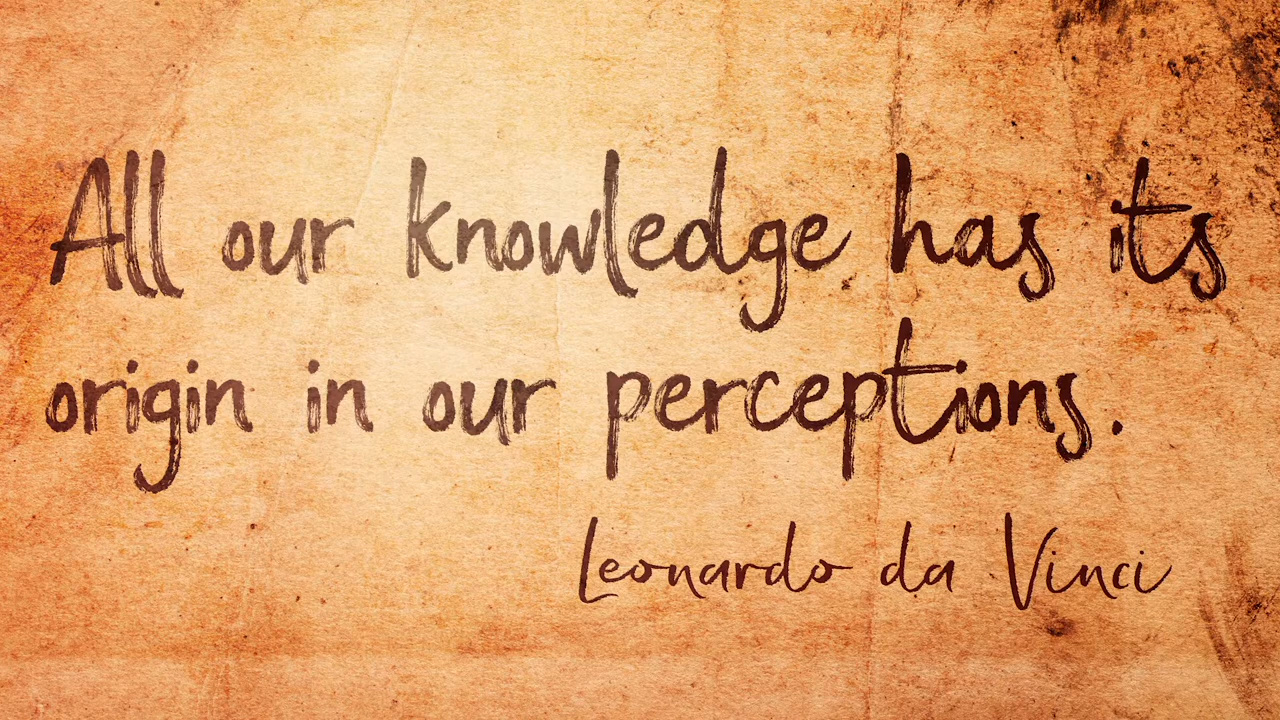 All our knowledge has its
origin in our perceptions.
Leonardo da Vinci